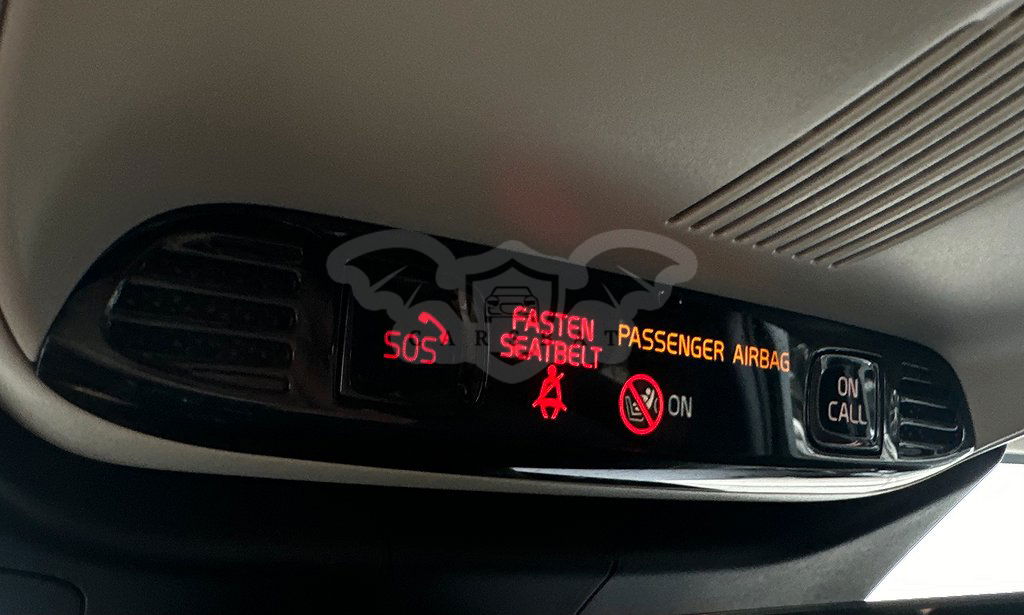 SOS
FASTEN
SEATBELT
PASSENGER AIRBAG
ON
ON
CALL